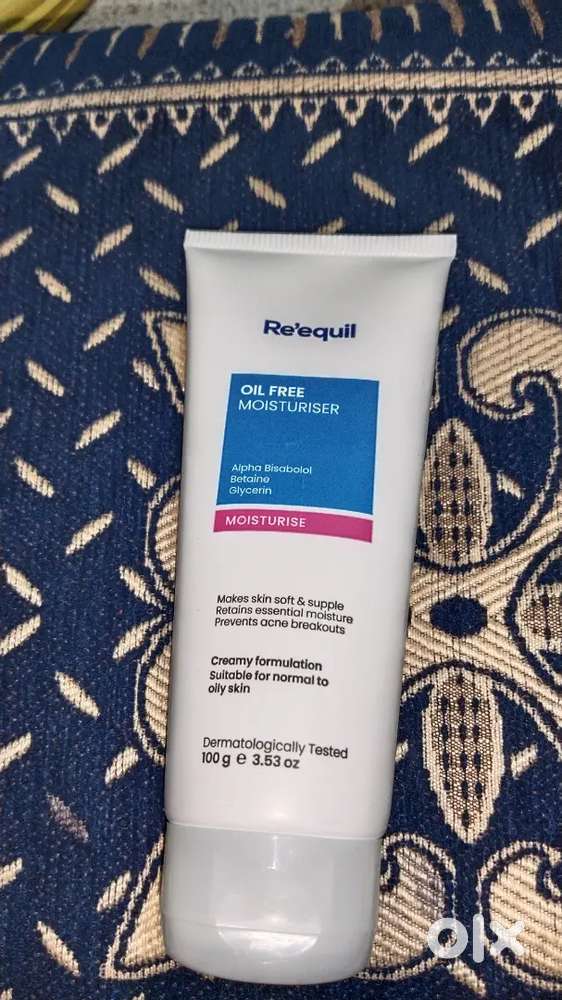 Re'equil
OIL FREE
MOISTURISER
Alpha Bisabolol
Betaine
Glycerin
MOISTURISE
Makes skin soft & supple
Retains essential moisture
Prevents acne breakouts
Creamy formulation
Suitable for normal to
oily skin
Dermatologically Tested
100 g ℮ 3.53 oz
olx